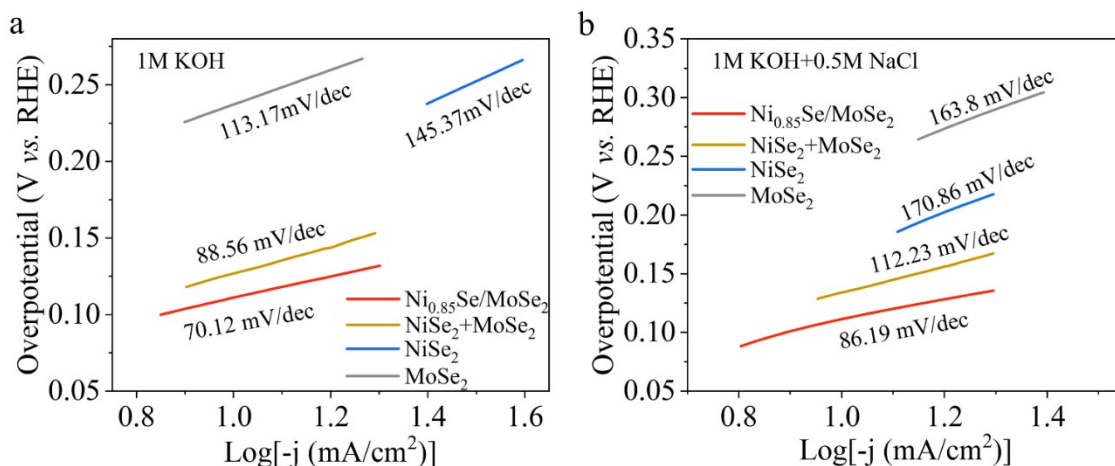 a
1M KOH
Overpotential (V vs. RHE)
0.25
0.20
0.15
0.10
0.05
113.17mV/dec
145.37mV/dec
88.56 mV/dec
70.12 mV/dec
Ni0.85Se/MoSe2
NiSe2+MoSe2
NiSe2
MoSe2
0.8 1.0 1.2 1.4 1.6
Log[-j (mA/cm2)]
b
1M KOH+0.5M NaCl
Overpotential (V vs. RHE)
0.35
0.30
0.25
0.20
0.15
0.10
0.05
Ni0.85Se/MoSe2
NiSe2+MoSe2
NiSe2
MoSe2
163.8 mV/dec
170.86 mV/dec
112.23 mV/dec
86.19 mV/dec
0.8 1.0 1.2 1.4
Log[-j (mA/cm2)]